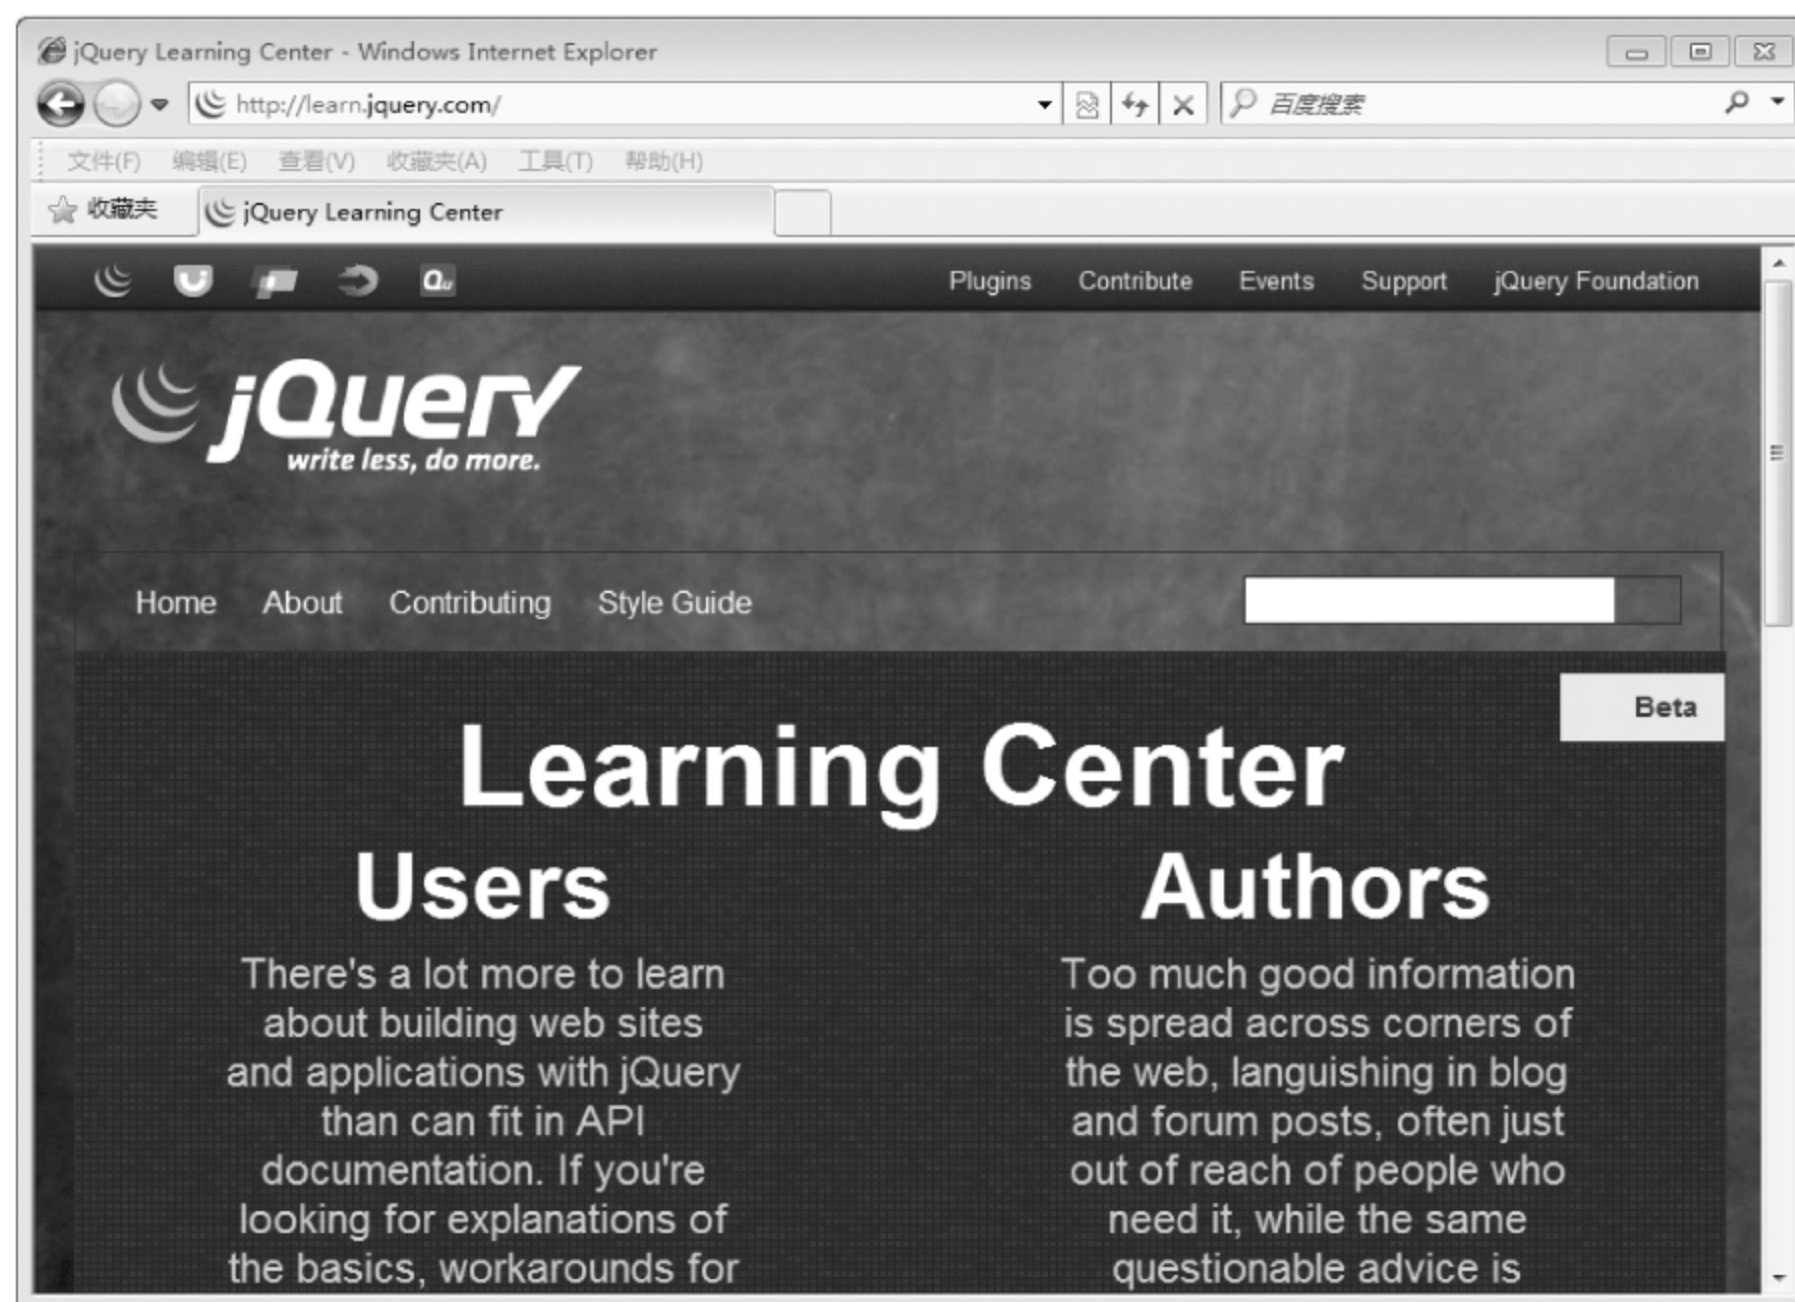 jQuery Learning Center - Windows Internet Explorer
http://learn.jquery.com/ 百度搜索
文件(F) 编辑(E) 查看(V) 收藏夹(A) 工具(T) 帮助(H)
收藏夹 jQuery Learning Center
Qu Plugins Contribute Events Support jQuery Foundation
jQuery
write less, do more.
Home About Contributing Style Guide
Beta
Learning Center
Users
There's a lot more to learn
about building web sites
and applications with jQuery
than can fit in API
documentation. If you're
looking for explanations of
the basics, workarounds for
Authors
Too much good information
is spread across corners of
the web, languishing in blog
and forum posts, often just
out of reach of people who
need it, while the same
questionable advice is